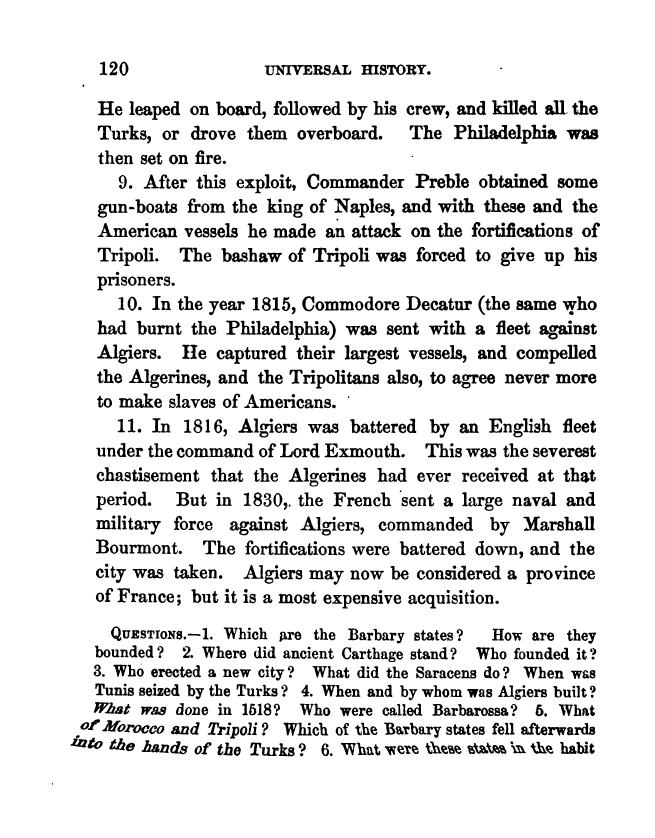 120 UNIVERSAL HISTORY.
He leaped on board, followed by his crew, and killed all the
Turks, or drove them overboard. The Philadelphia was
then set on fire.
9. After this exploit, Commander Preble obtained some
gun-boats from the king of Naples, and with these and the
American vessels he made an attack on the fortifications of
Tripoli. The bashaw of Tripoli was forced to give up his
prisoners.
10. In the year 1815, Commodore Decatur (the same who
had burnt the Philadelphia) was sent with a fleet against
Algiers. He captured their largest vessels, and compelled
the Algerines, and the Tripolitans also, to agree never more
to make slaves of Americans.
11. In 1816, Algiers was battered by an English fleet
under the command of Lord Exmouth. This was the severest
chastisement that the Algerines had ever received at that
period. But in 1830, the French sent a large naval and
military force against Algiers, commanded by Marshall
Bourmont. The fortifications were battered down, and the
city was taken. Algiers may now be considered a province
of France; but it is a most expensive acquisition.
QUESTIONS.—1. Which are the Barbary states? How are they
bounded? 2. Where did ancient Carthage stand? Who founded it?
3. Who erected a new city? What did the Saracens do? When was
Tunis seized by the Turks? 4. When and by whom was Algiers built?
What was done in 1518? Who were called Barbarossa? 5. What
of Morocco and Tripoli? Which of the Barbary states fell afterwards
into the hands of the Turks? 6. What were these states in the habit